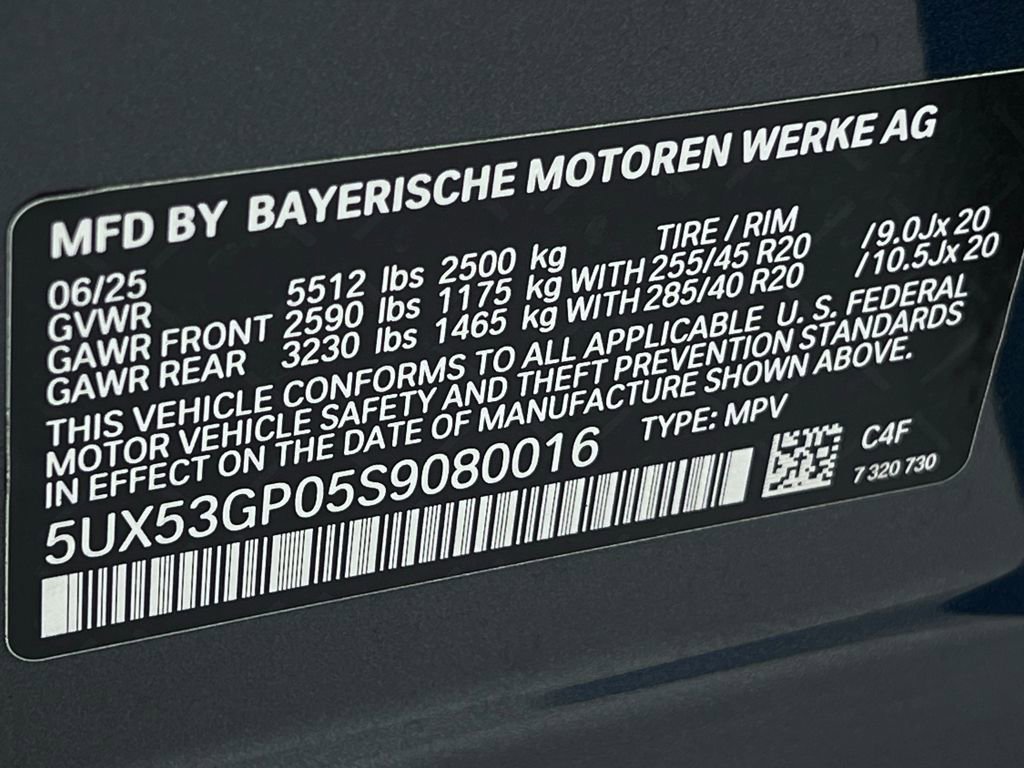 MFD BY BAYERISCHE MOTOREN WERKE AG
06/25 TIRE / RIM
GVWR 5512 lbs 2500 kg
GAWR FRONT 2590 lbs 1175 kg WITH 255/45 R20 /9.0Jx 20
GAWR REAR 3230 lbs 1465 kg WITH 285/40 R20 /10.5Jx 20
THIS VEHICLE CONFORMS TO ALL APPLICABLE U. S. FEDERAL
MOTOR VEHICLE SAFETY AND THEFT PREVENTION STANDARDS
IN EFFECT ON THE DATE OF MANUFACTURE SHOWN ABOVE.
5UX53GP05S9080016 TYPE: MPV
C4F
7 320 730